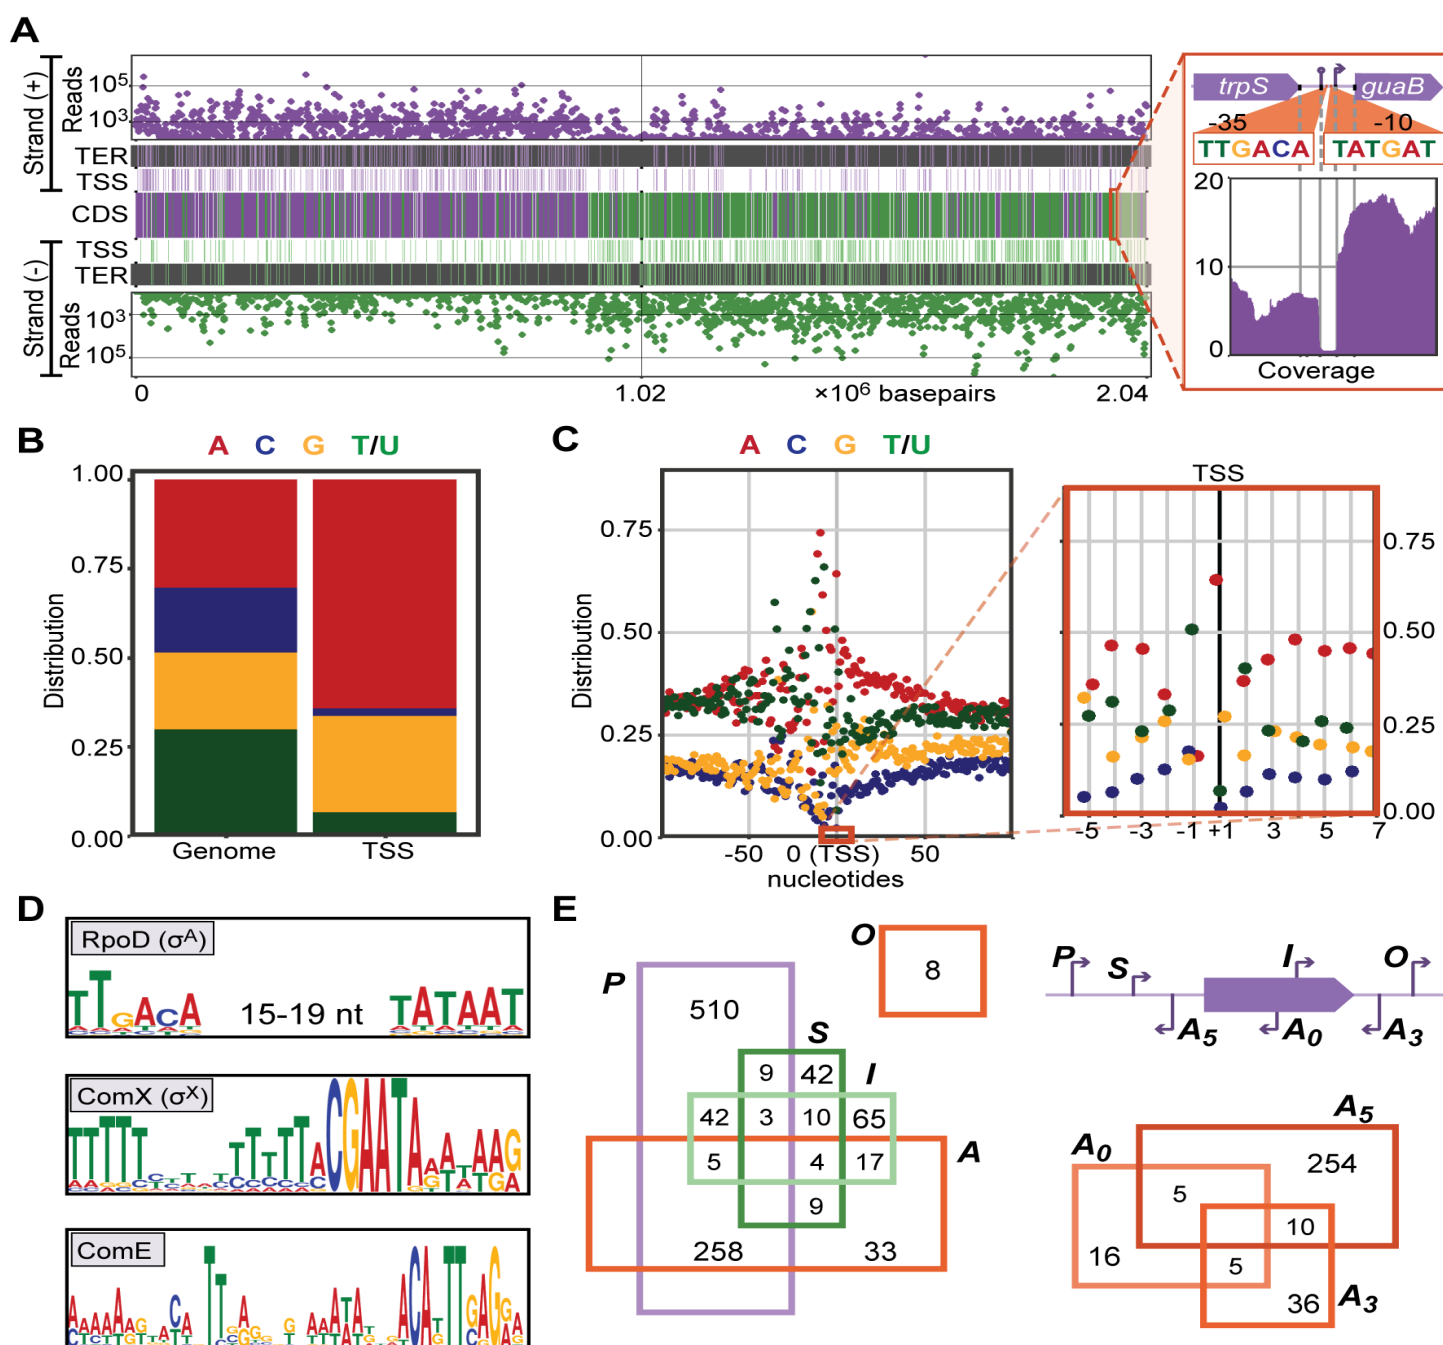 A
Strand (+)
Reads
10⁵
10³
TER
TSS
CDS
TSS
TER
Strand (-)
Reads
10³
10⁵
0
1.02
×10⁶ basepairs
2.04
trpS
guaB
-35
-10
TTGACA
TATGAT
20
10
0
Coverage
B
A C G T/U
1.00
0.75
0.50
0.25
0.00
Distribution
Genome
TSS
C
A C G T/U
0.75
0.50
0.25
0.00
Distribution
-50
0 (TSS)
50
nucleotides
TSS
0.75
0.50
0.25
0.00
-5
-3
-1
+1
3
5
7
D
RpoD (σᴬ)
TTGACA
15-19 nt
TATAAT
ComX (σˣ)
ComE
E
O
8
P
510
S
9
42
I
42
3
10
65
A
5
4
17
9
258
33
P
S
I
O
A₅
A₀
A₃
A₅
A₀
254
5
10
16
5
36
A₃